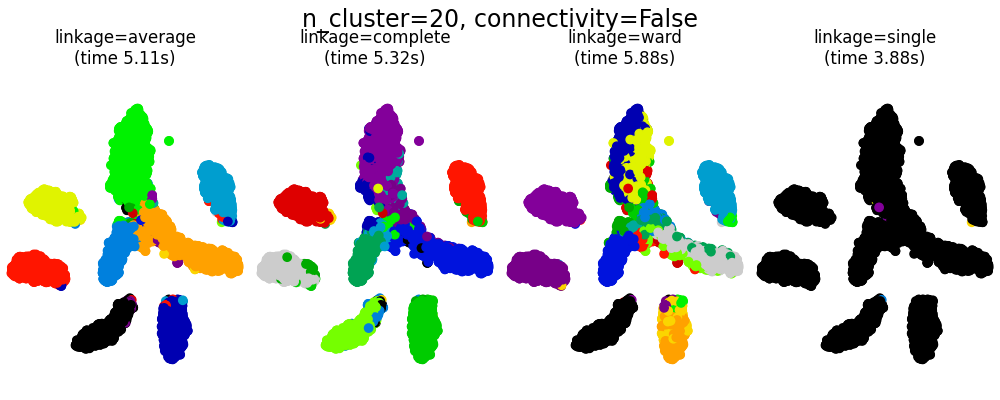 n_cluster=20, connectivity=False
linkage=average
(time 5.11s)
linkage=complete
(time 5.32s)
linkage=ward
(time 5.88s)
linkage=single
(time 3.88s)